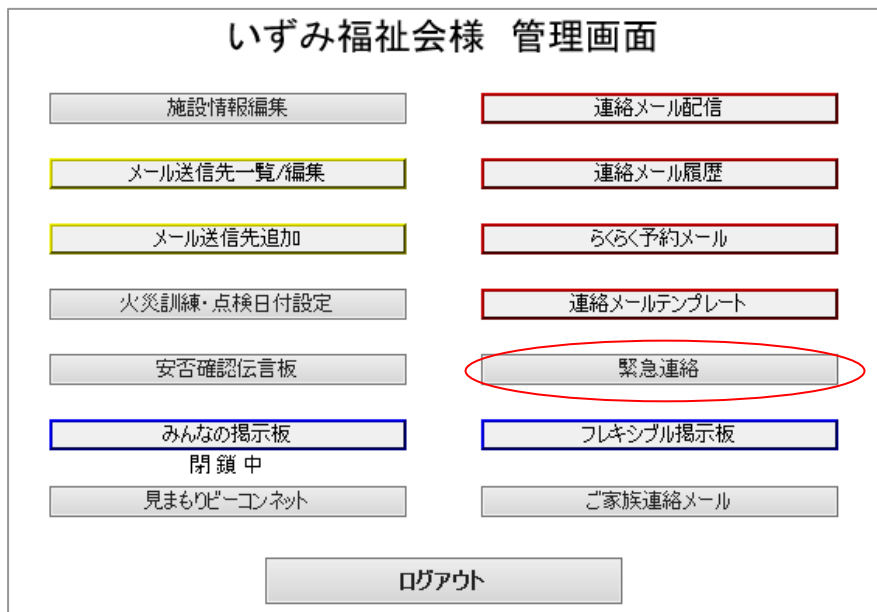 いずみ福祉会様 管理画面
施設情報編集
連絡メール配信
メール送信先一覧/編集
連絡メール履歴
メール送信先追加
らくらく予約メール
火災訓練・点検日付設定
連絡メールテンプレート
安否確認伝言板
緊急連絡
みんなの掲示板
フレキシブル掲示板
閉鎖中
見まもりビーコンネット
ご家族連絡メール
ログアウト